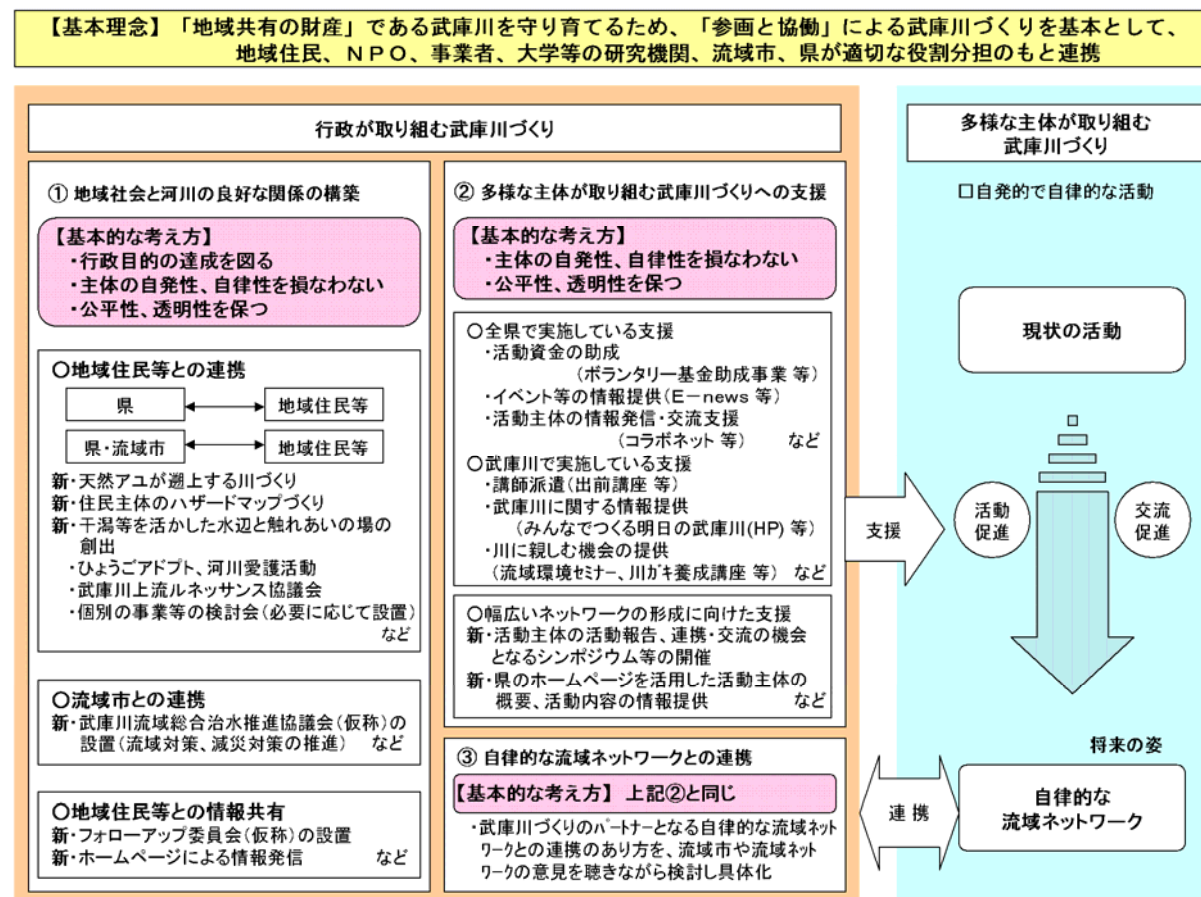 【基本理念】「地域共有の財産」である武庫川を守り育てるため、「参画と協働」による武庫川づくりを基本として、
地域住民、ＮＰＯ、事業者、大学等の研究機関、流域市、県が適切な役割分担のもと連携
行政が取り組む武庫川づくり
① 地域社会と河川の良好な関係の構築
【基本的な考え方】
・行政目的の達成を図る
・主体の自発性、自律性を損なわない
・公平性、透明性を保つ
○地域住民等との連携
県
地域住民等
県・流域市
地域住民等
新・天然アユが遡上する川づくり
新・住民主体のハザードマップづくり
新・干潟等を活かした水辺と触れあいの場の
創出
・ひょうごアドプト、河川愛護活動
・武庫川上流ルネッサンス協議会
・個別の事業等の検討会（必要に応じて設置）
など
○流域市との連携
新・武庫川流域総合治水推進協議会（仮称）の
設置（流域対策、減災対策の推進） など
○地域住民等との情報共有
新・フォローアップ委員会（仮称）の設置
新・ホームページによる情報発信 など
② 多様な主体が取り組む武庫川づくりへの支援
【基本的な考え方】
・主体の自発性、自律性を損なわない
・公平性、透明性を保つ
○全県で実施している支援
・活動資金の助成
（ボランタリー基金助成事業 等）
・イベント等の情報提供（Ｅ－news 等）
・活動主体の情報発信・交流支援
（コラボネット 等） など
○武庫川で実施している支援
・講師派遣（出前講座 等）
・武庫川に関する情報提供
（みんなでつくる明日の武庫川(HP) 等）
・川に親しむ機会の提供
（流域環境ｾﾐﾅｰ、川ｶﾞｷ養成講座 等） など
○幅広いネットワークの形成に向けた支援
新・活動主体の活動報告、連携・交流の機会
となるシンポジウム等の開催
新・県のホームページを活用した活動主体の
概要、活動内容の情報提供 など
③ 自律的な流域ネットワークとの連携
【基本的な考え方】 上記②と同じ
・武庫川づくりのﾊﾟｰﾄﾅｰとなる自律的な流域ﾈｯﾄ
ﾜｰｸとの連携のあり方を、流域市や流域ﾈｯﾄ
ﾜｰｸの意見を聴きながら検討し具体化
支援
連 携
多様な主体が取り組む
武庫川づくり
□自発的で自律的な活動
現状の活動
活動
促進
交流
促進
将来の姿
自律的な
流域ネットワーク